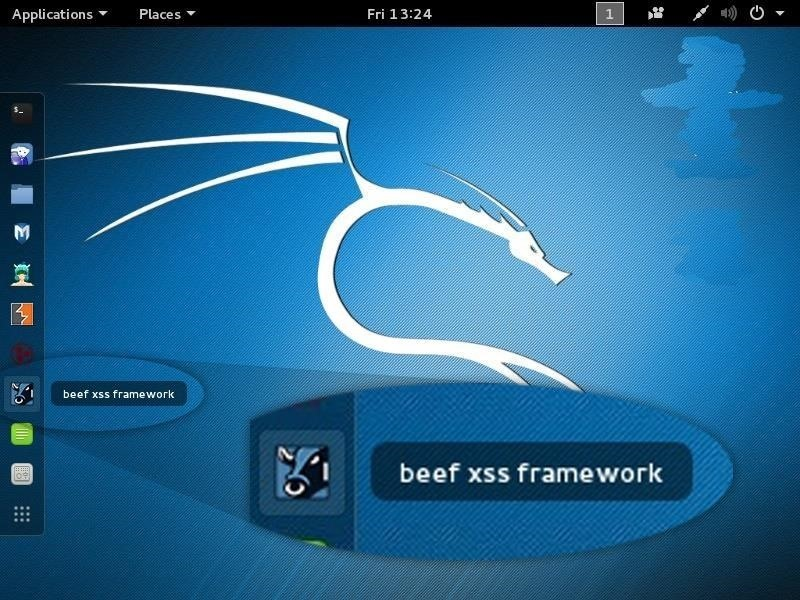 Applications Places Fri 13:24 1
$_
beef xss framework
beef xss framework